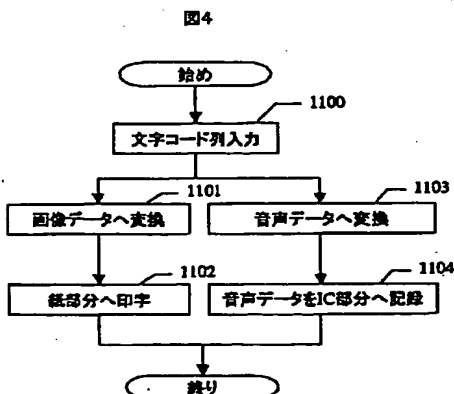 図4
始め
1100
文字コード列入力
1101
画像データへ変換
1103
音声データへ変換
1102
紙部分へ印字
1104
音声データをIC部分へ記録
終り